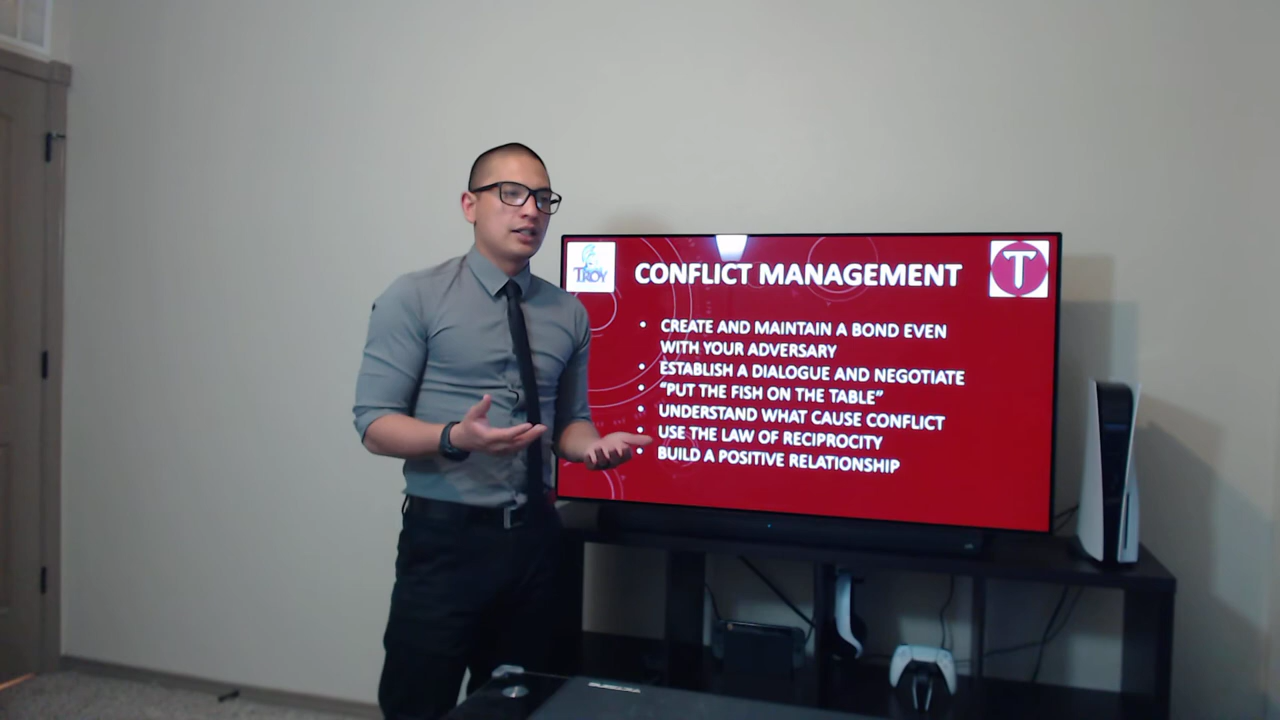 TROY
CONFLICT MANAGEMENT
T
• CREATE AND MAINTAIN A BOND EVEN
WITH YOUR ADVERSARY
• ESTABLISH A DIALOGUE AND NEGOTIATE
• “PUT THE FISH ON THE TABLE”
• UNDERSTAND WHAT CAUSE CONFLICT
• USE THE LAW OF RECIPROCITY
• BUILD A POSITIVE RELATIONSHIP